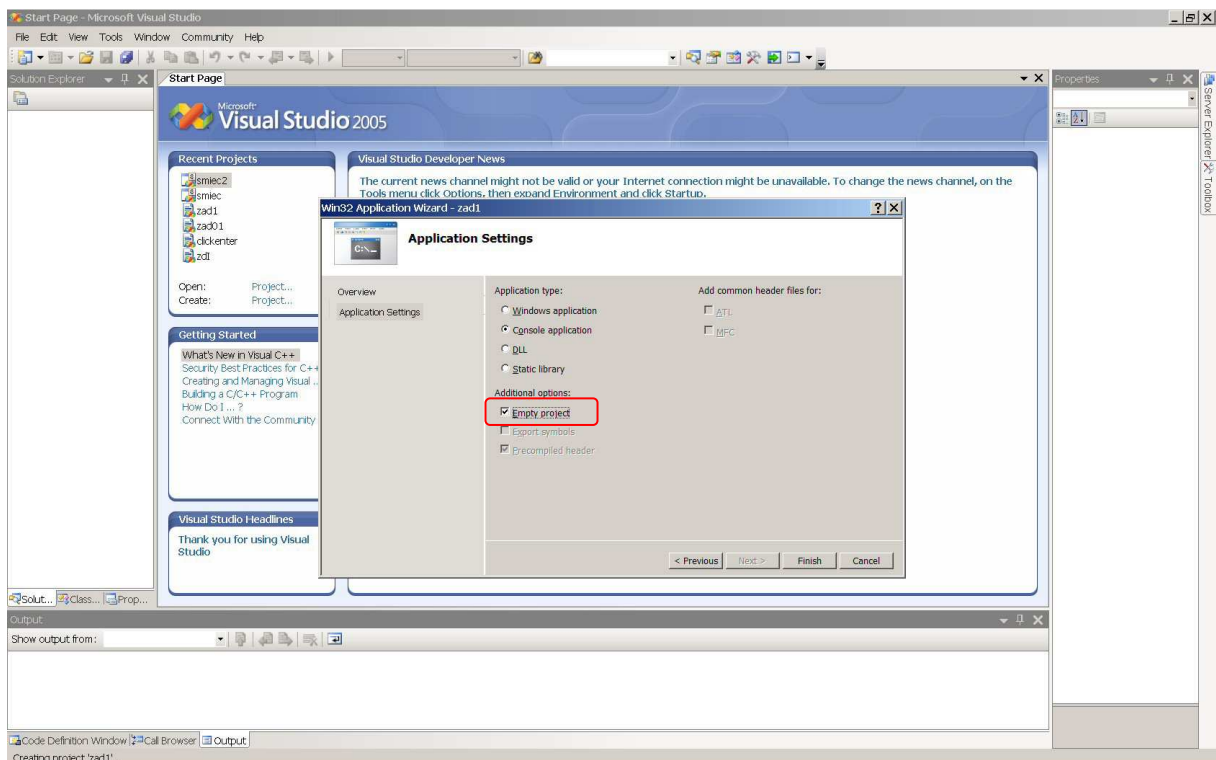 Start Page - Microsoft Visual Studio
File Edit View Tools Window Community Help
Solution Explorer
Start Page
Properties
Server Explorer
Toolbox
Microsoft
Visual Studio 2005
Recent Projects
smiec2
smiec
zad1
zad01
clickenter
zdI
Open: Project...
Create: Project...
Getting Started
What's New in Visual C++
Security Best Practices for C++
Creating and Managing Visual ...
Building a C/C++ Program
How Do I ... ?
Connect With the Community
Visual Studio Headlines
Thank you for using Visual
Studio
Visual Studio Developer News
The current news channel might not be valid or your Internet connection might be unavailable. To change the news channel, on the
Tools menu click Options, then expand Environment and click Startup.
Win32 Application Wizard - zad1
C:\_
Application Settings
Overview
Application Settings
Application type:
Windows application
Console application
DLL
Static library
Additional options:
Empty project
Export symbols
Precompiled header
Add common header files for:
ATL
MFC
< Previous Next > Finish Cancel
Solut... Class... Prop...
Output
Show output from:
Code Definition Window Call Browser Output
Creating project 'zad1'